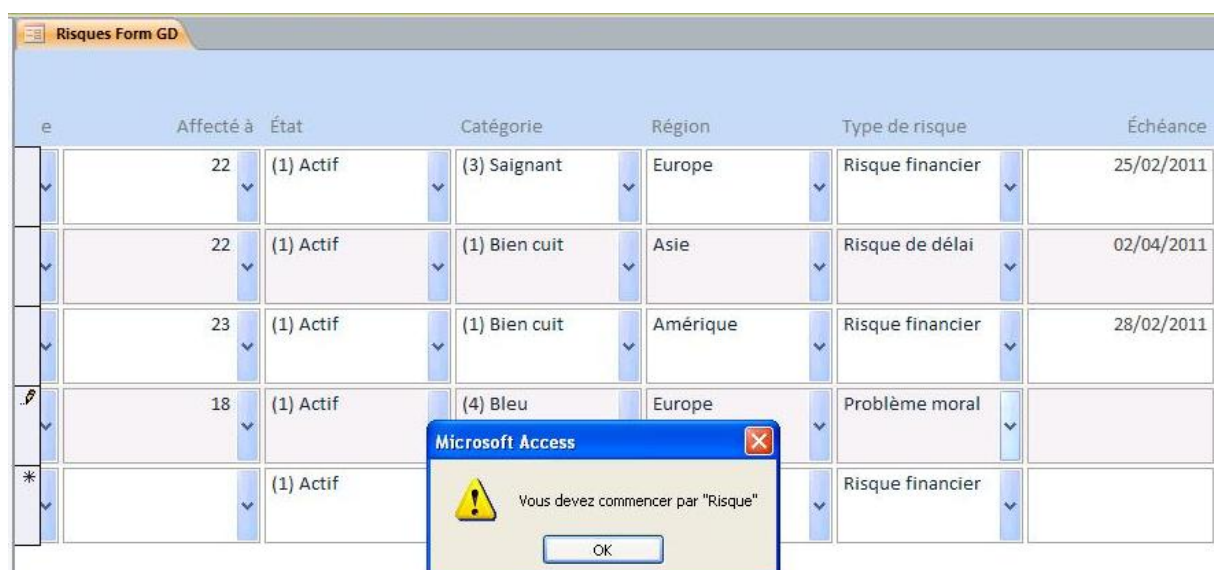 Risques Form GD
e Affecté à État Catégorie Région Type de risque Échéance
22 (1) Actif (3) Saignant Europe Risque financier 25/02/2011
22 (1) Actif (1) Bien cuit Asie Risque de délai 02/04/2011
23 (1) Actif (1) Bien cuit Amérique Risque financier 28/02/2011
18 (1) Actif (4) Bleu Europe Problème moral
* (1) Actif Risque financier
Microsoft Access
Vous devez commencer par "Risque"
OK